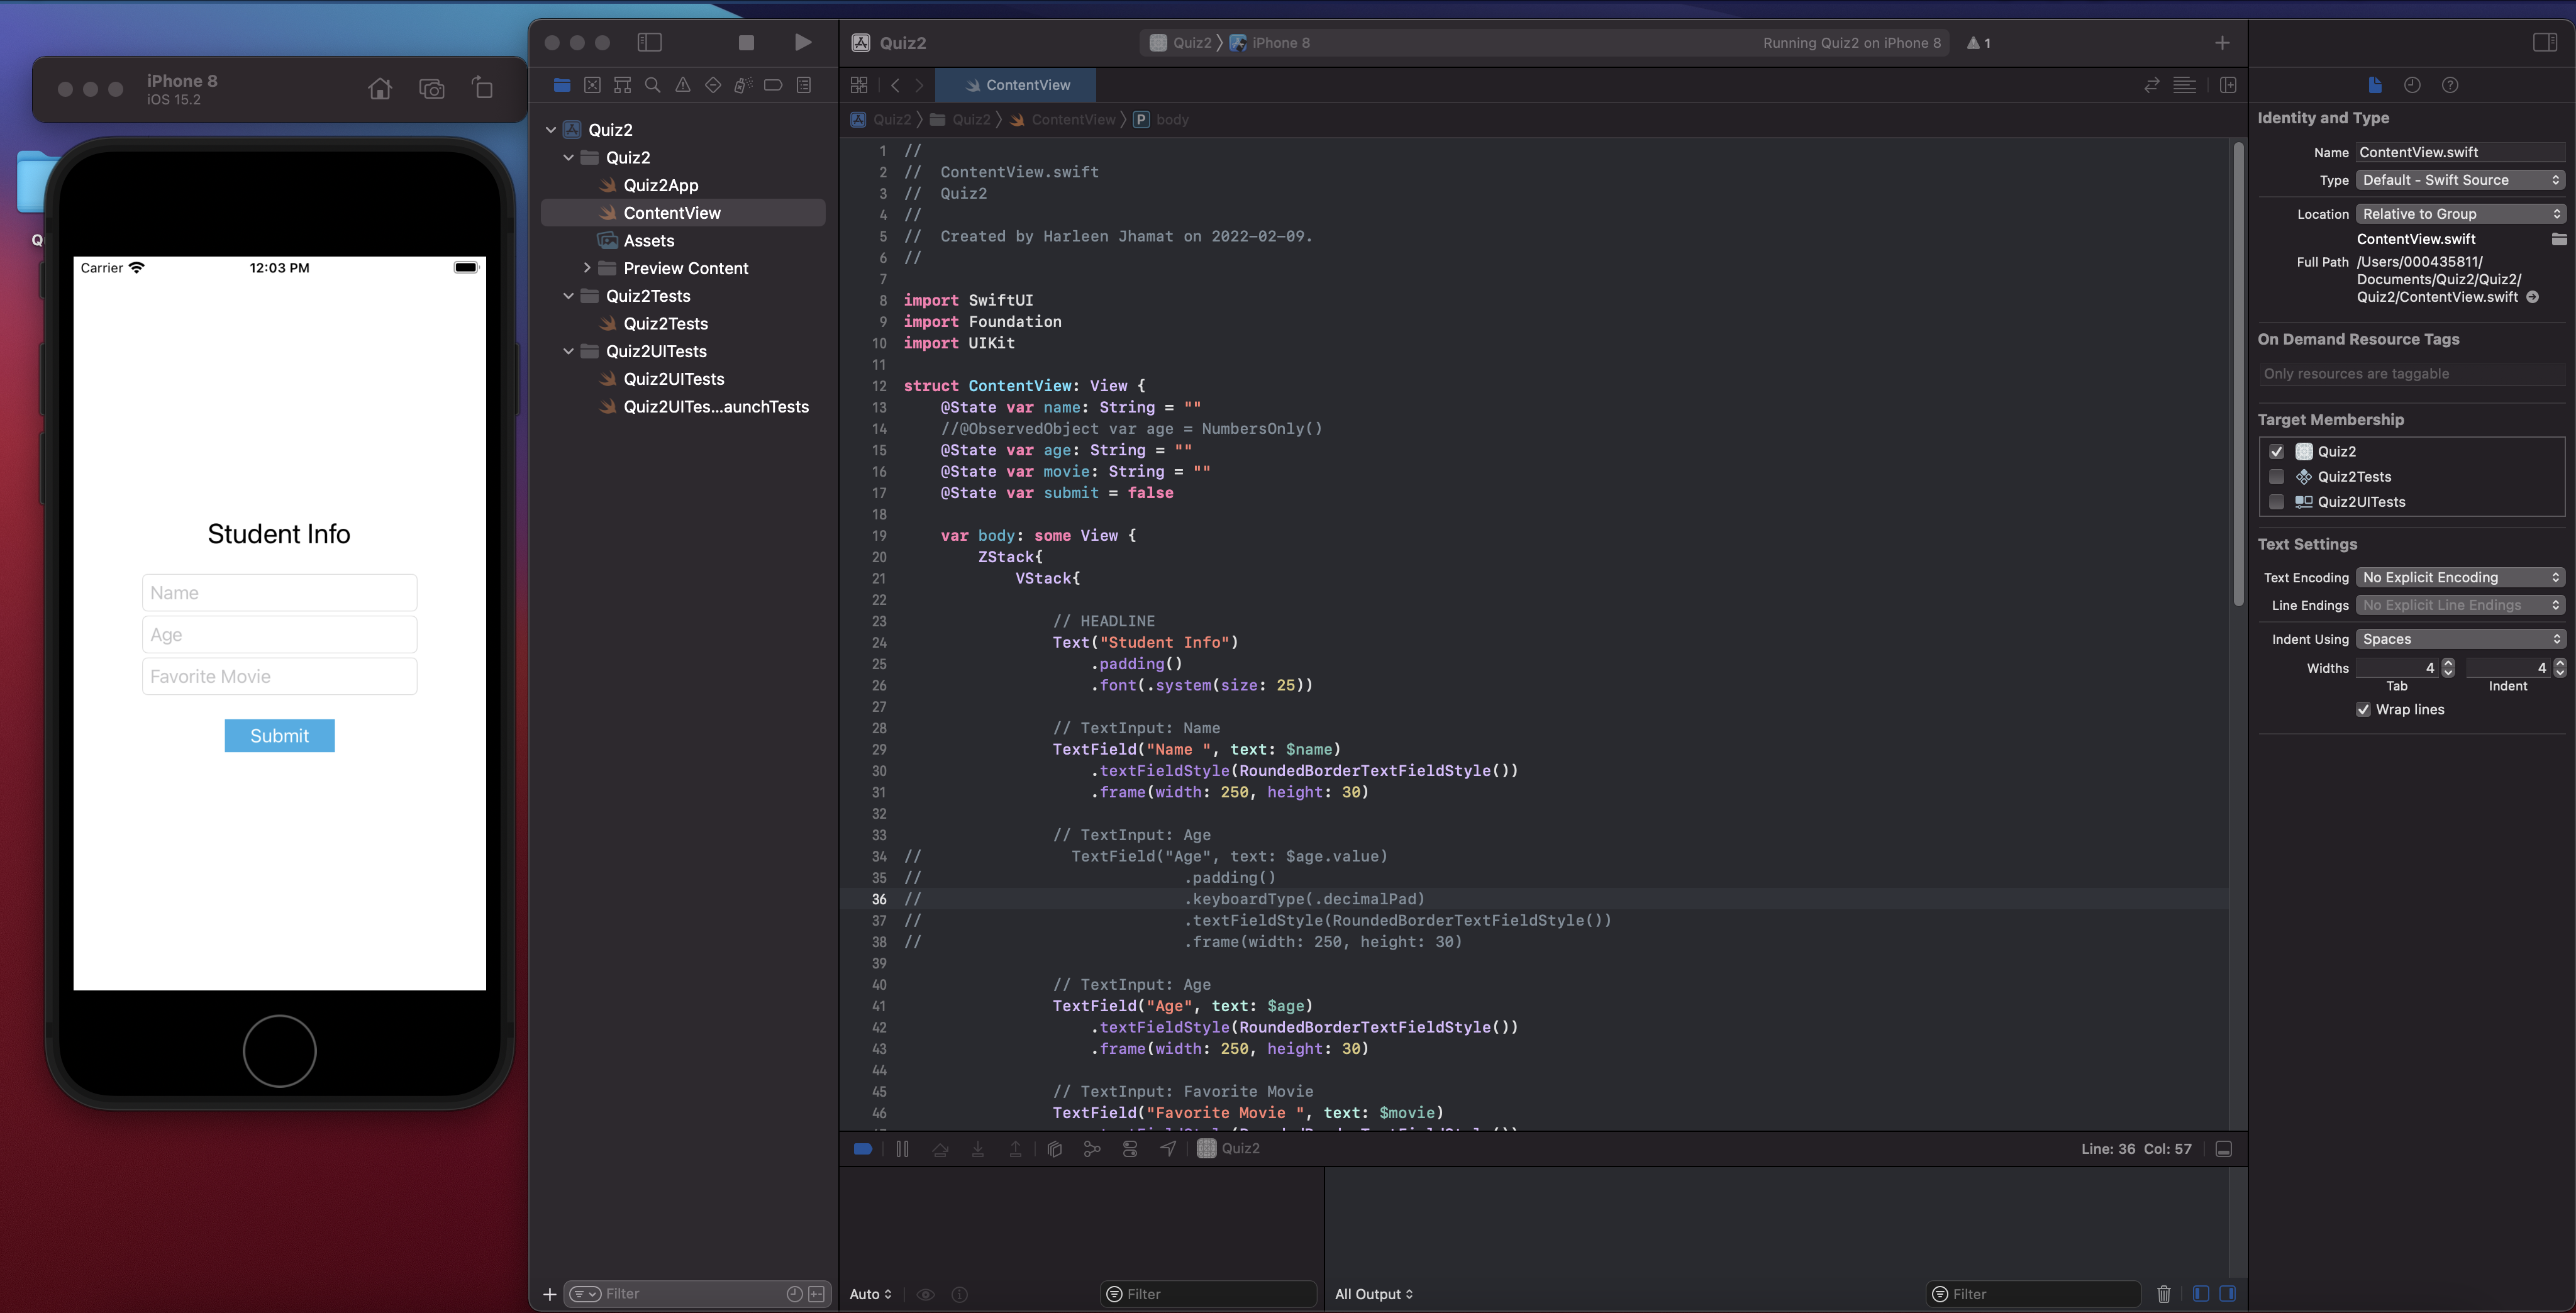 iPhone 8
iOS 15.2
Carrier
12:03 PM
Student Info
Name
Age
Favorite Movie
Submit
Quiz2
Quiz2
Quiz2App
ContentView
Assets
Preview Content
Quiz2Tests
Quiz2Tests
Quiz2UITests
Quiz2UITests
Quiz2UITes...aunchTests
Filter
Quiz2
Quiz2 〉 iPhone 8
Running Quiz2 on iPhone 8
1
ContentView
Quiz2 〉 Quiz2 〉 ContentView 〉 P body
1 //
2 //  ContentView.swift
3 //  Quiz2
4 //
5 //  Created by Harleen Jhamat on 2022-02-09.
6 //
7
8 import SwiftUI
9 import Foundation
10 import UIKit
11
12 struct ContentView: View {
13     @State var name: String = ""
14     //@ObservedObject var age = NumbersOnly()
15     @State var age: String = ""
16     @State var movie: String = ""
17     @State var submit = false
18
19     var body: some View {
20         ZStack{
21             VStack{
22
23                 // HEADLINE
24                 Text("Student Info")
25                     .padding()
26                     .font(.system(size: 25))
27
28                 // TextInput: Name
29                 TextField("Name ", text: $name)
30                     .textFieldStyle(RoundedBorderTextFieldStyle())
31                     .frame(width: 250, height: 30)
32
33                 // TextInput: Age
34 //                TextField("Age", text: $age.value)
35 //                            .padding()
36 //                            .keyboardType(.decimalPad)
37 //                            .textFieldStyle(RoundedBorderTextFieldStyle())
38 //                            .frame(width: 250, height: 30)
39
40                 // TextInput: Age
41                 TextField("Age", text: $age)
42                     .textFieldStyle(RoundedBorderTextFieldStyle())
43                     .frame(width: 250, height: 30)
44
45                 // TextInput: Favorite Movie
46                 TextField("Favorite Movie ", text: $movie)
Quiz2
Line: 36 Col: 57
Auto
Filter
All Output
Filter
Identity and Type
Name ContentView.swift
Type Default - Swift Source
Location Relative to Group
ContentView.swift
Full Path /Users/000435811/
Documents/Quiz2/Quiz2/
Quiz2/ContentView.swift
On Demand Resource Tags
Only resources are taggable
Target Membership
Quiz2
Quiz2Tests
Quiz2UITests
Text Settings
Text Encoding No Explicit Encoding
Line Endings No Explicit Line Endings
Indent Using Spaces
Widths 4 4
Tab Indent
Wrap lines